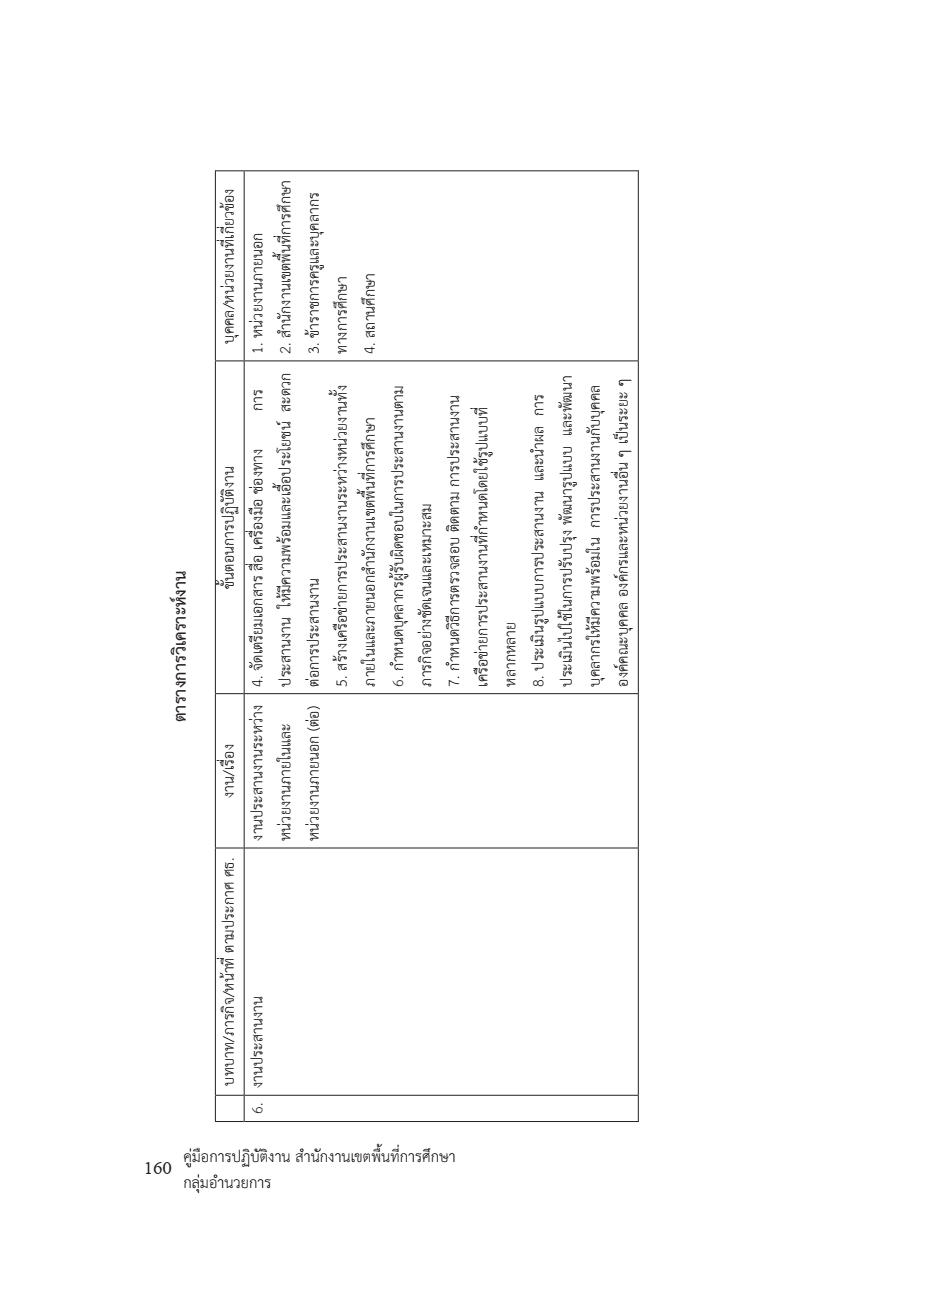 ตารางการวิเคราะห์งาน
บทบาท/ภารกิจ/หน้าที่ ตามประกาศ ศธ.
งาน/เรื่อง
ขั้นตอนการปฏิบัติงาน
บุคคล/หน่วยงานที่เกี่ยวข้อง
6.
งานประสานงาน
งานประสานงานระหว่าง
หน่วยงานภายในและ
หน่วยงานภายนอก (ต่อ)
4. จัดเตรียมเอกสาร สื่อ เครื่องมือ ช่องทาง การ
ประสานงาน ให้มีความพร้อมและเอื้อประโยชน์ สะดวก
ต่อการประสานงาน
5. สร้างเครือข่ายการประสานงานระหว่างหน่วยงานทั้ง
ภายในและภายนอกสำนักงานเขตพื้นที่การศึกษา
6. กำหนดบุคลากรผู้รับผิดชอบในการประสานงานตาม
ภารกิจอย่างชัดเจนและเหมาะสม
7. กำหนดวิธีการตรวจสอบ ติดตาม การประสานงาน
เครือข่ายการประสานงานที่กำหนดโดยใช้รูปแบบที่
หลากหลาย
8. ประเมินรูปแบบการประสานงาน และนำผล การ
ประเมินไปใช้ในการปรับปรุง พัฒนารูปแบบ และพัฒนา
บุคลากรให้มีความพร้อมใน การประสานงานกับบุคคล
องค์คณะบุคคล องค์กรและหน่วยงานอื่น ๆ เป็นระยะ ๆ
1. หน่วยงานภายนอก
2. สำนักงานเขตพื้นที่การศึกษา
3. ข้าราชการครูและบุคลากร
ทางการศึกษา
4. สถานศึกษา
160
คู่มือการปฏิบัติงาน สำนักงานเขตพื้นที่การศึกษา
กลุ่มอำนวยการ